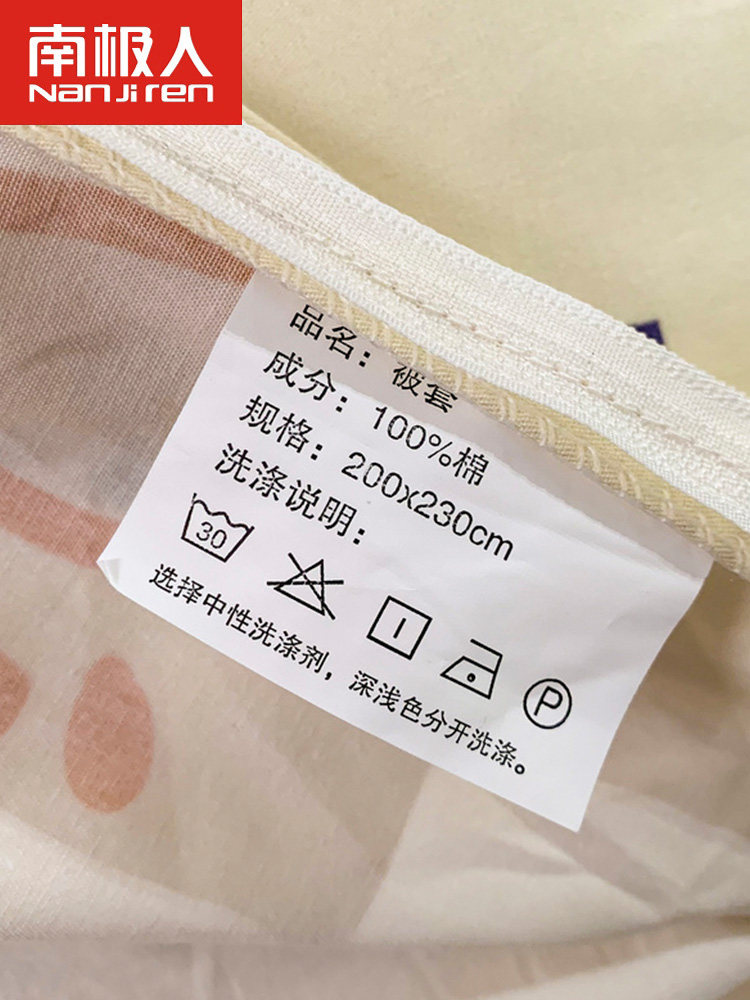 南极人
Nanjiren
品名：被套
成分：100%棉
规格：200x230cm
洗涤说明：
30
P
选择中性洗涤剂，深浅色分开洗涤。